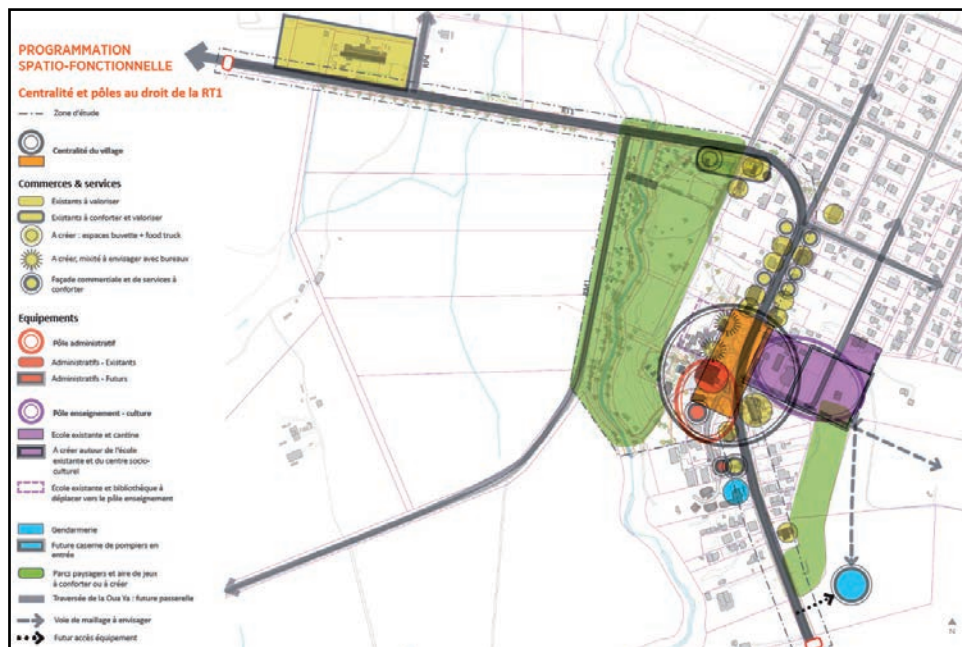 PROGRAMMATION
SPATIO-FONCTIONNELLE
Centralité et pôles au droit de la RT1
Zone d'étude
Centralité du village
Commerces & services
Existants à valoriser
Existants à conforter et valoriser
A créer : espaces buvette + food truck
A créer, mixité à envisager avec bureaux
Façade commerciale et de services à
conforter
Equipements
Pôle administratif
Administratifs - Existants
Administratifs - Futurs
Pôle enseignement - culture
Ecole existante et cantine
A créer autour de l'école
existante et du centre socio-
culturel
École existante et bibliothèque à
déplacer vers le pôle enseignement
Gendarmerie
Future caserne de pompiers en
entrée
Parcs paysagers et aire de jeux
à conforter ou à créer
Traversée de la Oua Ya : future passerelle
Voie de maillage à envisager
Futur accès équipement
RM4
RT1
RM1
N